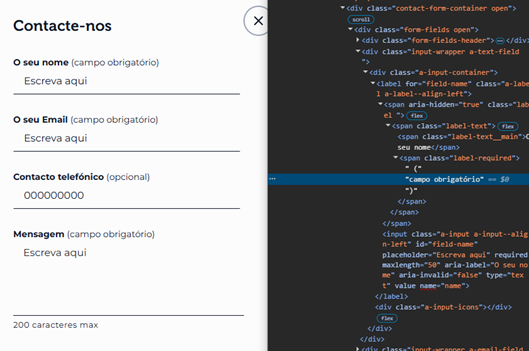 Contacte-nos
O seu nome (campo obrigatório)
Escreva aqui
O seu Email (campo obrigatório)
Escreva aqui
Contacto telefónico (opcional)
000000000
Mensagem (campo obrigatório)
Escreva aqui
200 caracteres max
<div class="contact-form-container open">
scroll
<div class="form-fields open">
<div class="form-fields-header"> </div>
<div class="input-wrapper a-text-field
">
<div class="a-input-container">
<label for="field-name" class="a-labe
l a-label--align-left">
<span aria-hidden="true" class="lab
el "> flex
<span class="label-text"> flex
<span class="label-text__main">O
seu nome</span>
<span class="label-required">
" ("
"campo obrigatório" == $0
")"
</span>
</span>
</span>
<input class="a-input a-input--alig
n-left" id="field-name"
placeholder="Escreva aqui" required
maxlength="50" aria-label="O seu no
me" aria-invalid="false" type="tex
t" value name="name">
</label>
<div class="a-input-icons"></div>
flex
</div>
</div>
<div class="input-wrapper a-email-field